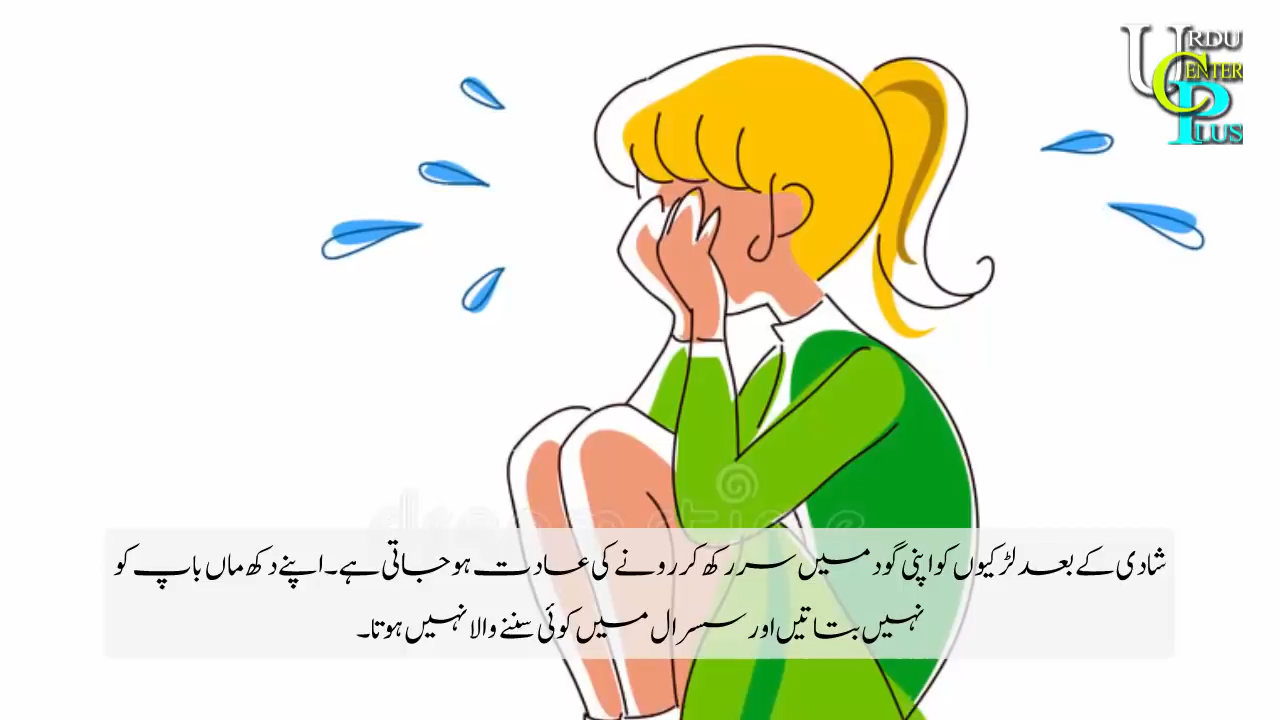 URDU
CENTER
PLUS
dreamstime
شادی کے بعد لڑکیوں کو اپنی گود میں سر رکھ کر رونے کی عادت ہو جاتی ہے۔ اپنے دکھ ماں باپ کو
نہیں بتاتیں اور سسرال میں کوئی سننے والا نہیں ہوتا۔